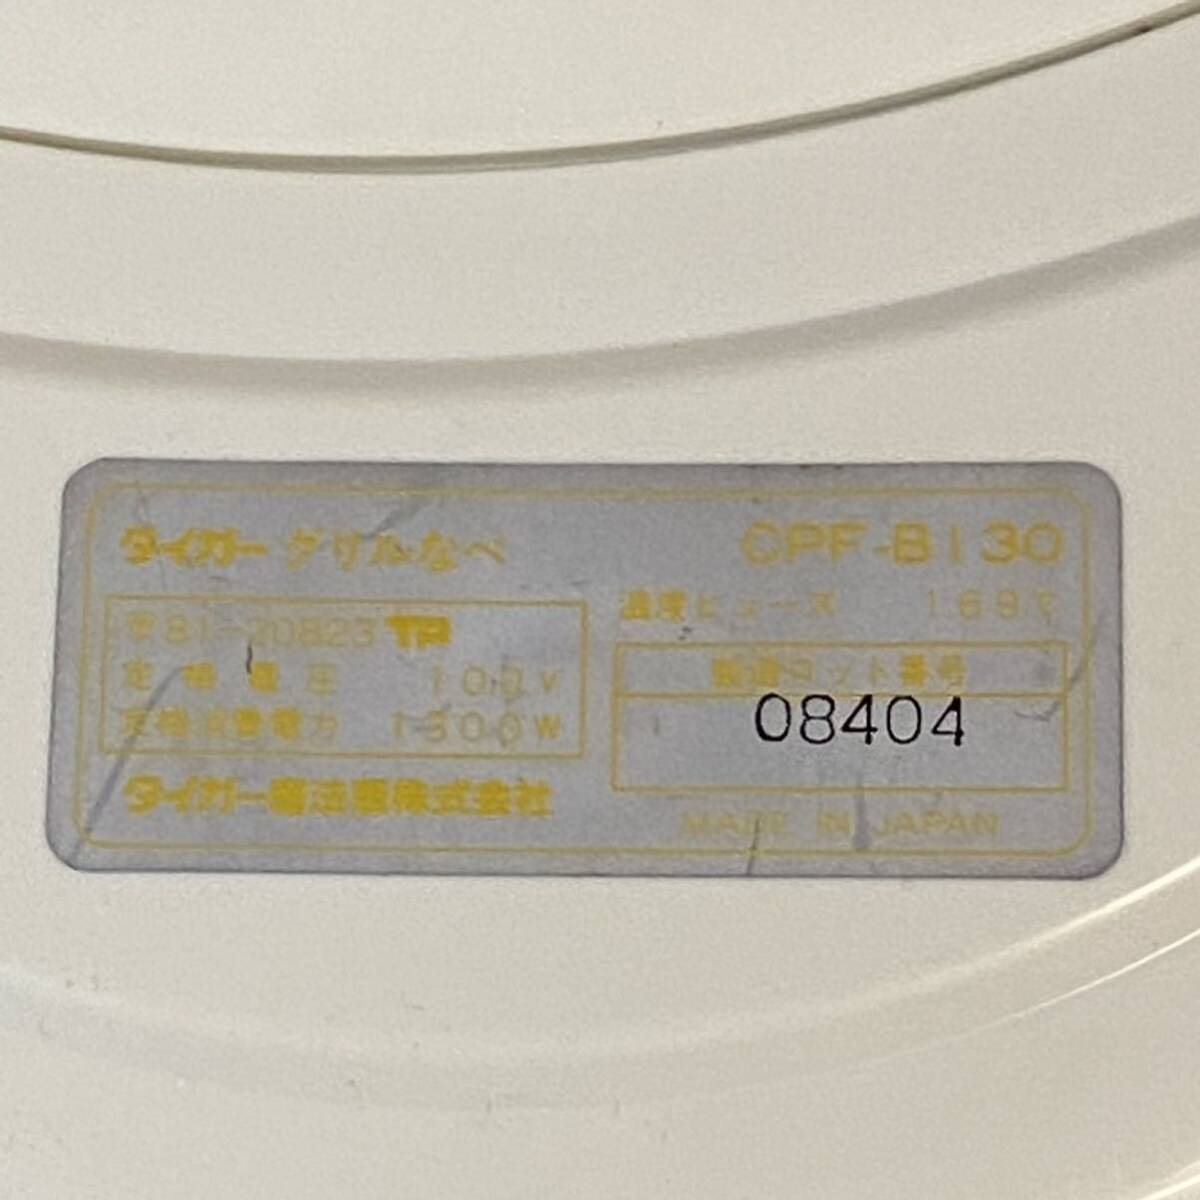 タイガー グリルなべ CPF-B130
温度ヒューズ 169℃
〒81-20823 TP
定格電圧 100V
定格消費電力 1300W
タイガー魔法瓶株式会社
製造ロット番号
08404
MADE IN JAPAN